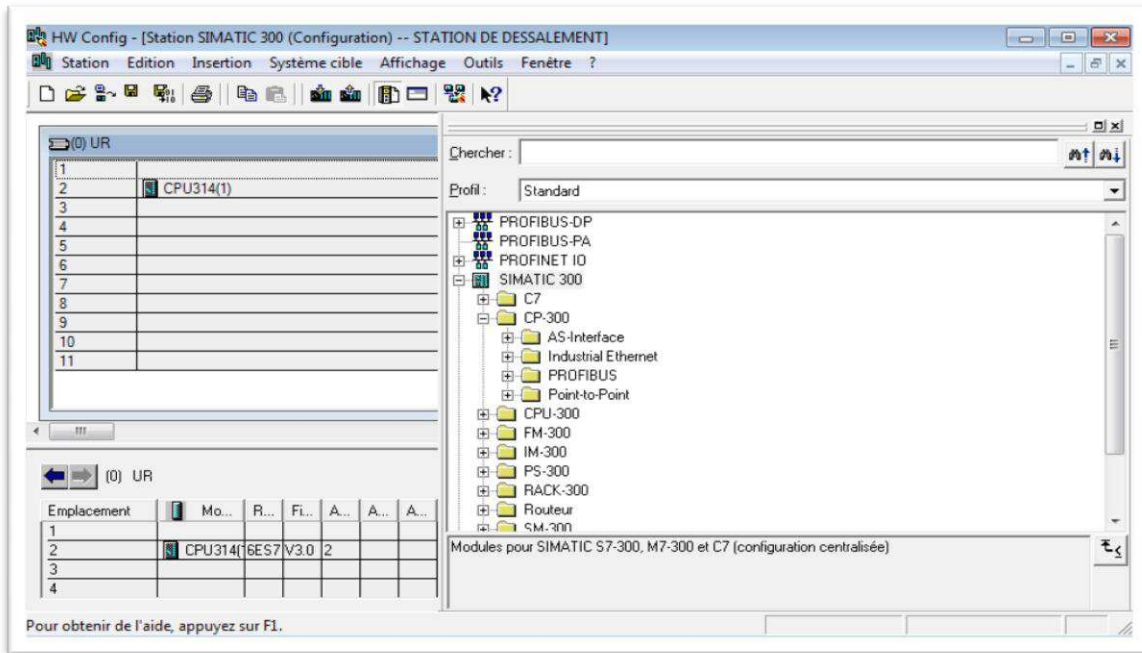 HW Config - [Station SIMATIC 300 (Configuration) -- STATION DE DESSALEMENT]
Station Edition Insertion Système cible Affichage Outils Fenêtre ?
(0) UR
1
2 CPU314(1)
3
4
5
6
7
8
9
10
11
Chercher :
Profil : Standard
PROFIBUS-DP
PROFIBUS-PA
PROFINET IO
SIMATIC 300
C7
CP-300
AS-Interface
Industrial Ethernet
PROFIBUS
Point-to-Point
CPU-300
FM-300
IM-300
PS-300
RACK-300
Routeur
SM-300
(0) UR
Emplacement Mo... R... Fi... A... A... A...
1
2 CPU314( 6ES7 V3.0 2
3
4
Modules pour SIMATIC S7-300, M7-300 et C7 (configuration centralisée)
Pour obtenir de l'aide, appuyez sur F1.